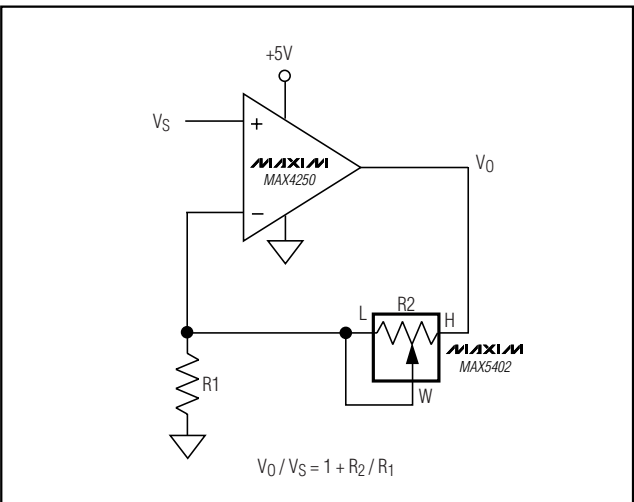 +5V
VS
+
MAXIM
MAX4250
VO
−
L
R2
H
MAXIM
MAX5402
W
R1
VO / VS = 1 + R2 / R1